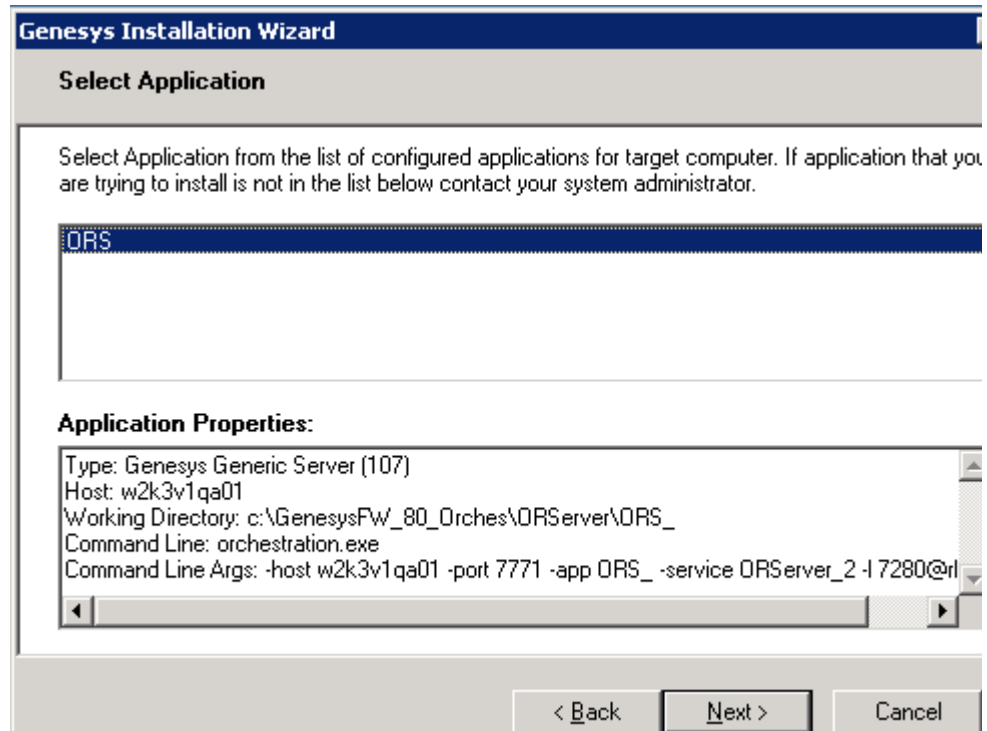 Genesys Installation Wizard
Select Application
Select Application from the list of configured applications for target computer. If application that you
are trying to install is not in the list below contact your system administrator.
ORS
Application Properties:
Type: Genesys Generic Server (107)
Host: w2k3v1qa01
Working Directory: c:\GenesysFW_80_Orches\ORServer\ORS_
Command Line: orchestration.exe
Command Line Args: -host w2k3v1qa01 -port 7771 -app ORS_ -service ORServer_2 -l 7280@rl
< Back Next > Cancel